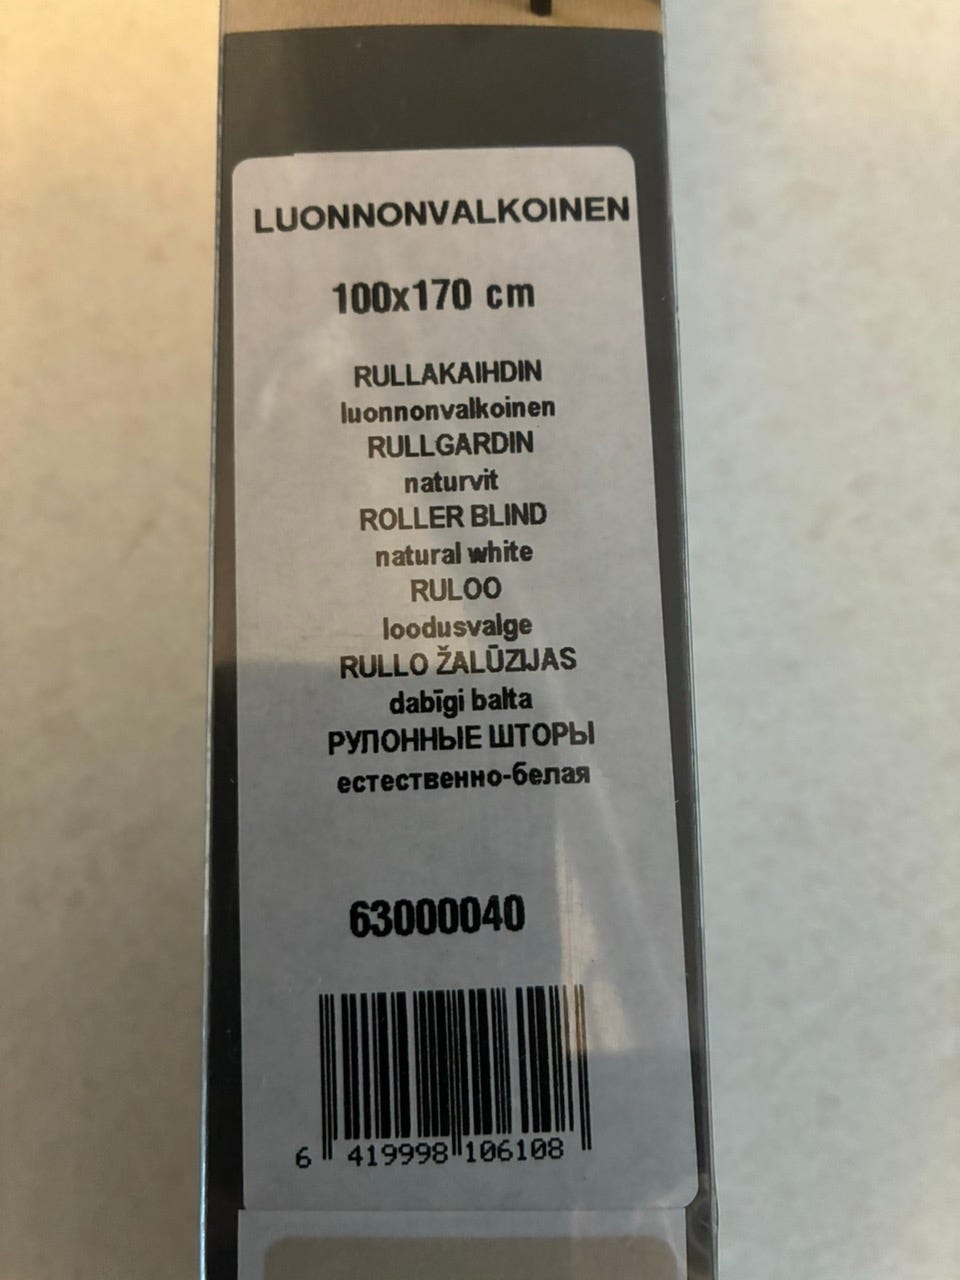 LUONNONVALKOINEN
100x170 cm
RULLAKAIHDIN
luonnonvalkoinen
RULLGARDIN
naturvit
ROLLER BLIND
natural white
RULOO
loodusvalge
RULLO ŽALŪZIJAS
dabīgi balta
РУЛОННЫЕ ШТОРЫ
естественно-белая
63000040
6 419998 106108